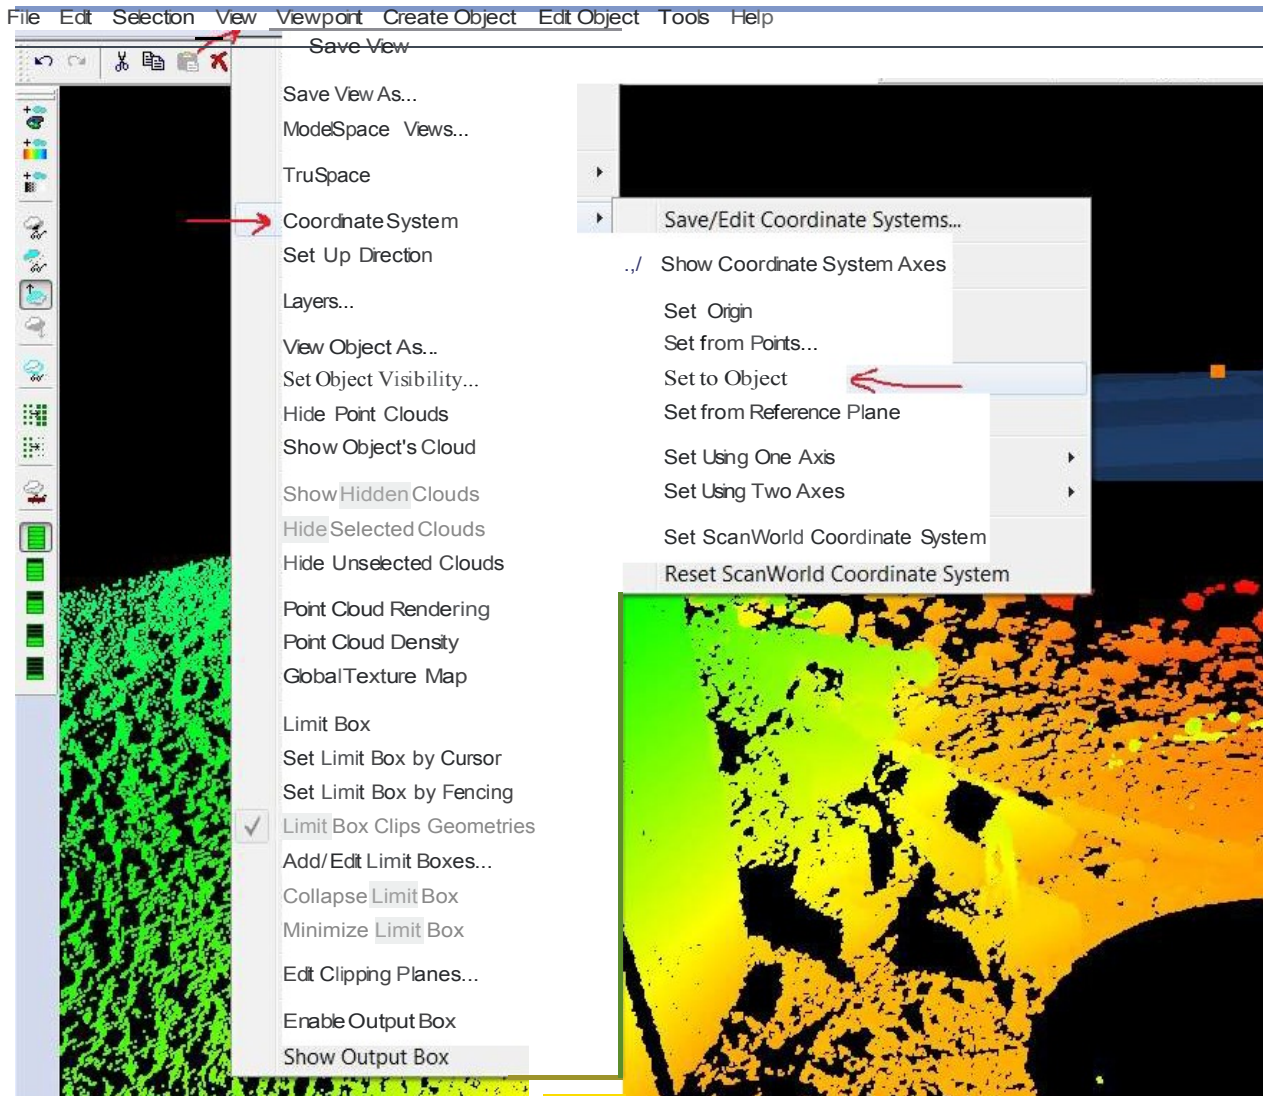 File Edit Selection View Viewpoint Create Object Edit Object Tools Help
Save View
Save View As...
ModelSpace Views...
TruSpace
Coordinate System
Set Up Direction
Layers...
View Object As...
Set Object Visibility...
Hide Point Clouds
Show Object's Cloud
Show Hidden Clouds
Hide Selected Clouds
Hide Unselected Clouds
Point Cloud Rendering
Point Cloud Density
Global Texture Map
Limit Box
Set Limit Box by Cursor
Set Limit Box by Fencing
Limit Box Clips Geometries
Add/Edit Limit Boxes...
Collapse Limit Box
Minimize Limit Box
Edit Clipping Planes...
Enable Output Box
Show Output Box
Save/Edit Coordinate Systems...
.,/ Show Coordinate System Axes
Set Origin
Set from Points...
Set to Object
Set from Reference Plane
Set Using One Axis
Set Using Two Axes
Set ScanWorld Coordinate System
Reset ScanWorld Coordinate System